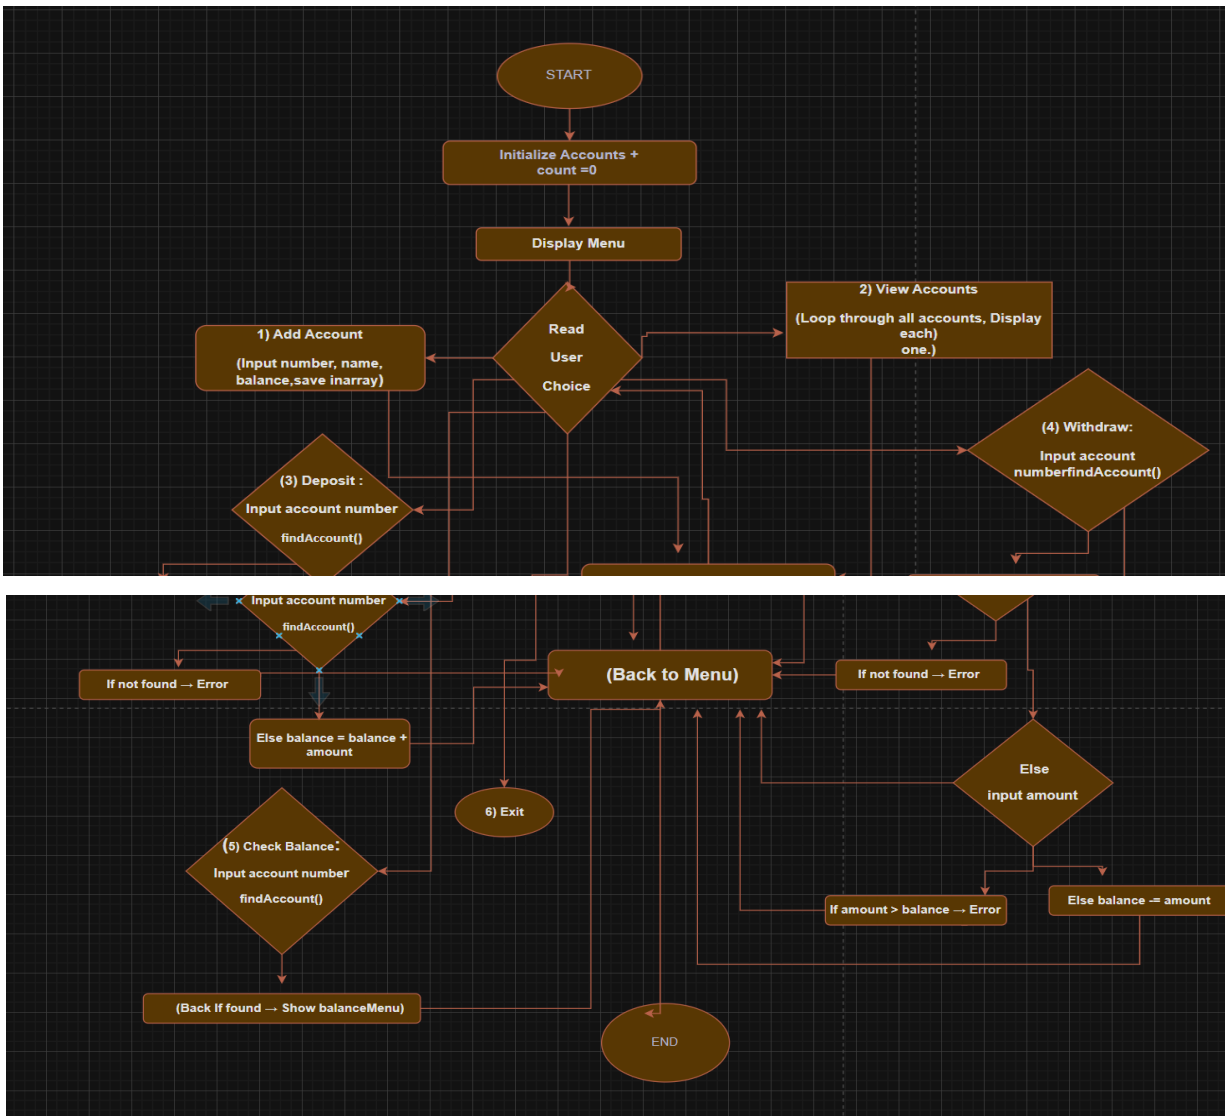 START
Initialize Accounts +
count =0
Display Menu
Read
User
Choice
1) Add Account
(Input number, name,
balance,save inarray)
2) View Accounts
(Loop through all accounts, Display
each)
one.)
(3) Deposit :
Input account number
findAccount()
(4) Withdraw:
Input account
numberfindAccount()
Input account number
findAccount()
If not found → Error
(Back to Menu)
If not found → Error
Else balance = balance +
amount
Else
input amount
6) Exit
(5) Check Balance:
Input account number
findAccount()
If amount > balance → Error
Else balance -= amount
(Back If found → Show balanceMenu)
END